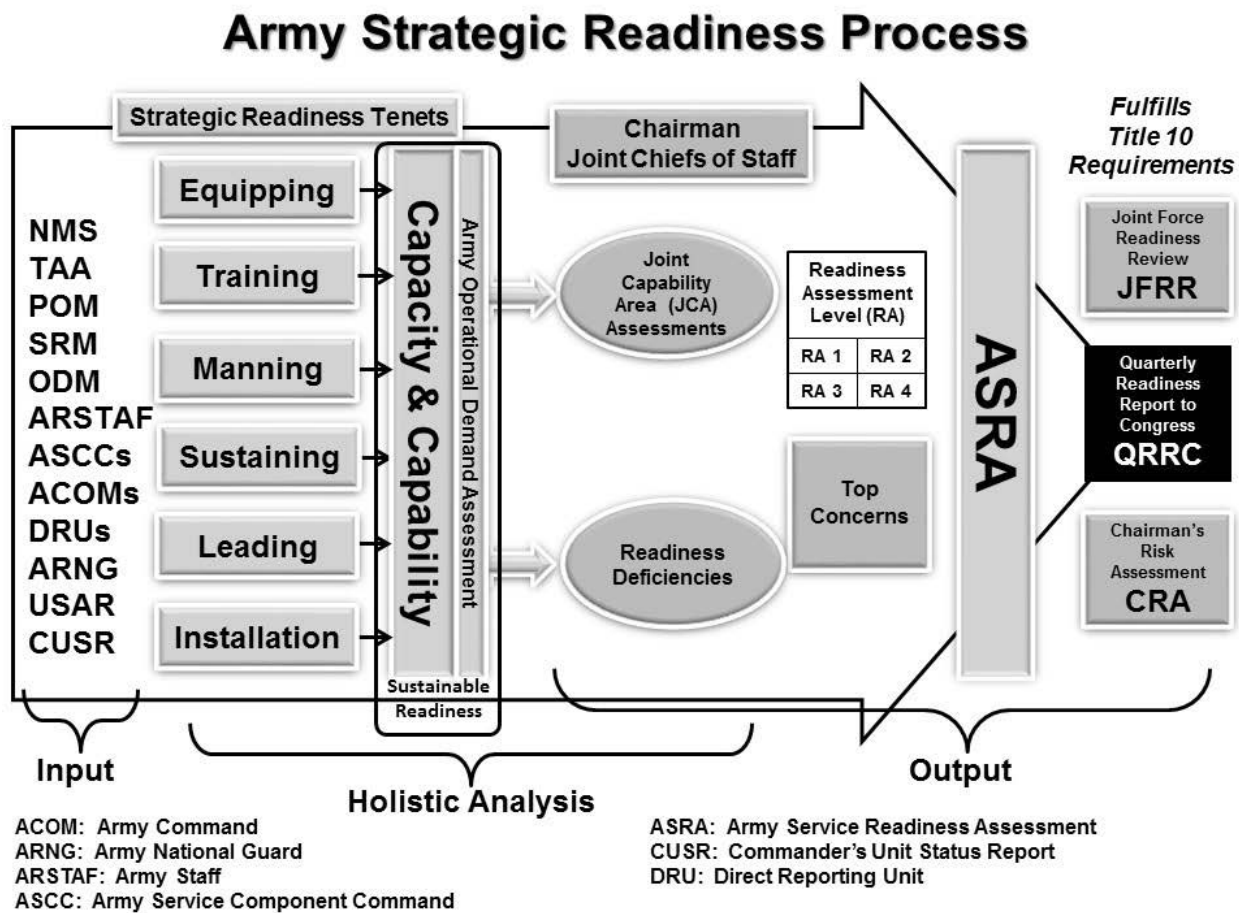 Army Strategic Readiness Process
Strategic Readiness Tenets
Chairman
Joint Chiefs of Staff
Fulfills
Title 10
Requirements
NMS
TAA
POM
SRM
ODM
ARSTAF
ASCCs
ACOMs
DRUs
ARNG
USAR
CUSR
Equipping
Training
Manning
Sustaining
Leading
Installation
Capacity & Capability
Army Operational Demand Assessment
Sustainable
Readiness
Joint
Capability
Area (JCA)
Assessments
Readiness
Deficiencies
Readiness
Assessment
Level (RA)
RA 1 RA 2
RA 3 RA 4
Top
Concerns
ASRA
Joint Force
Readiness
Review
JFRR
Quarterly
Readiness
Report to
Congress
QRRC
Chairman's
Risk
Assessment
CRA
Input
Holistic Analysis
Output
ACOM: Army Command
ARNG: Army National Guard
ARSTAF: Army Staff
ASCC: Army Service Component Command
ASRA: Army Service Readiness Assessment
CUSR: Commander's Unit Status Report
DRU: Direct Reporting Unit